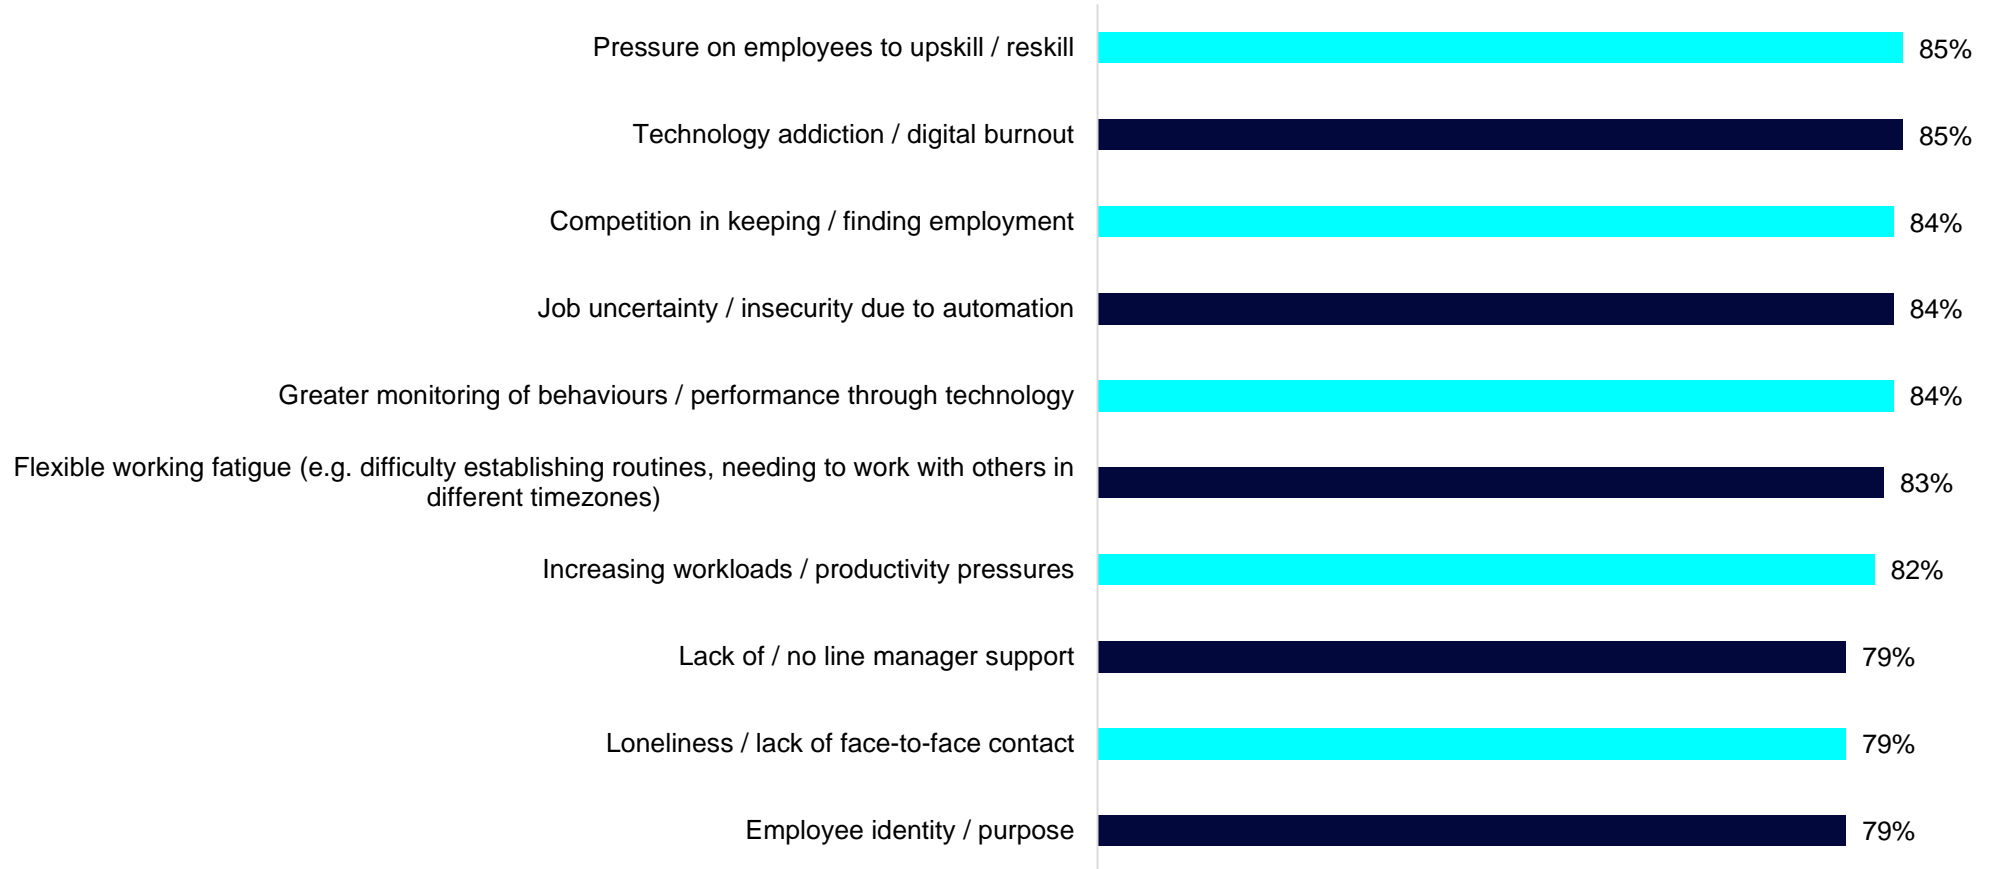 Pressure on employees to upskill / reskill 85%
Technology addiction / digital burnout 85%
Competition in keeping / finding employment 84%
Job uncertainty / insecurity due to automation 84%
Greater monitoring of behaviours / performance through technology 84%
Flexible working fatigue (e.g. difficulty establishing routines, needing to work with others in
different timezones) 83%
Increasing workloads / productivity pressures 82%
Lack of / no line manager support 79%
Loneliness / lack of face-to-face contact 79%
Employee identity / purpose 79%